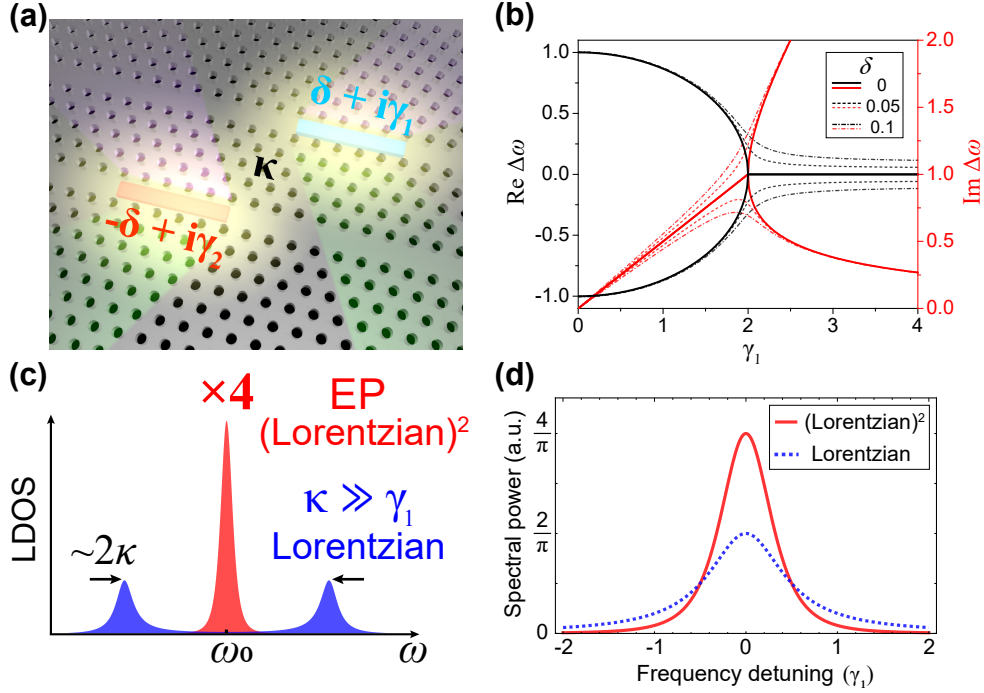 (a)
δ + iγ₁
κ
-δ + iγ₂
(b)
1.0
0.5
0.0
-0.5
-1.0
Re Δω
δ
0
0.05
0.1
2.0
1.5
1.0
0.5
0.0
Im Δω
0
1
2
3
4
γ₁
(c)
×4
EP
(Lorentzian)²
κ ≫ γ₁
Lorentzian
~2κ
LDOS
ω₀
ω
(d)
(Lorentzian)²
Lorentzian
Spectral power (a.u.)
4/π
2/π
0
-2
-1
0
1
2
Frequency detuning (γ₁)